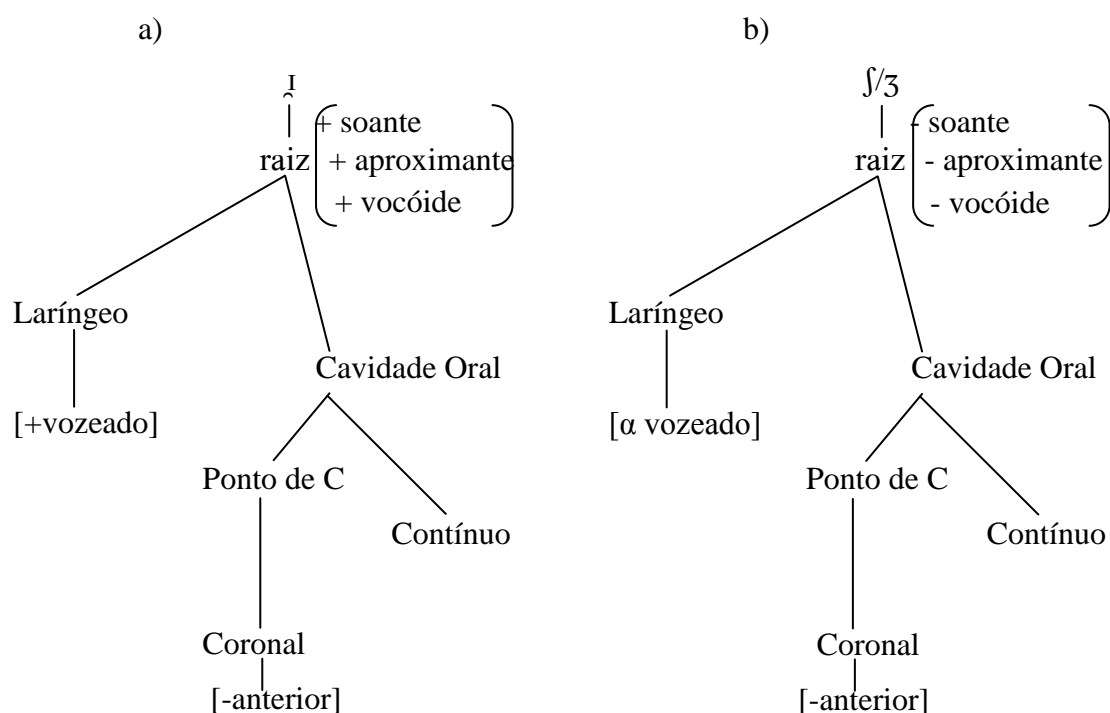 a)
ɪ̯
+ soante
raiz + aproximante
+ vocóide
Laríngeo
[+vozeado]
Cavidade Oral
Ponto de C
Contínuo
Coronal
[-anterior]
b)
ʃ/ʒ
- soante
raiz - aproximante
- vocóide
Laríngeo
[α vozeado]
Cavidade Oral
Ponto de C
Contínuo
Coronal
[-anterior]